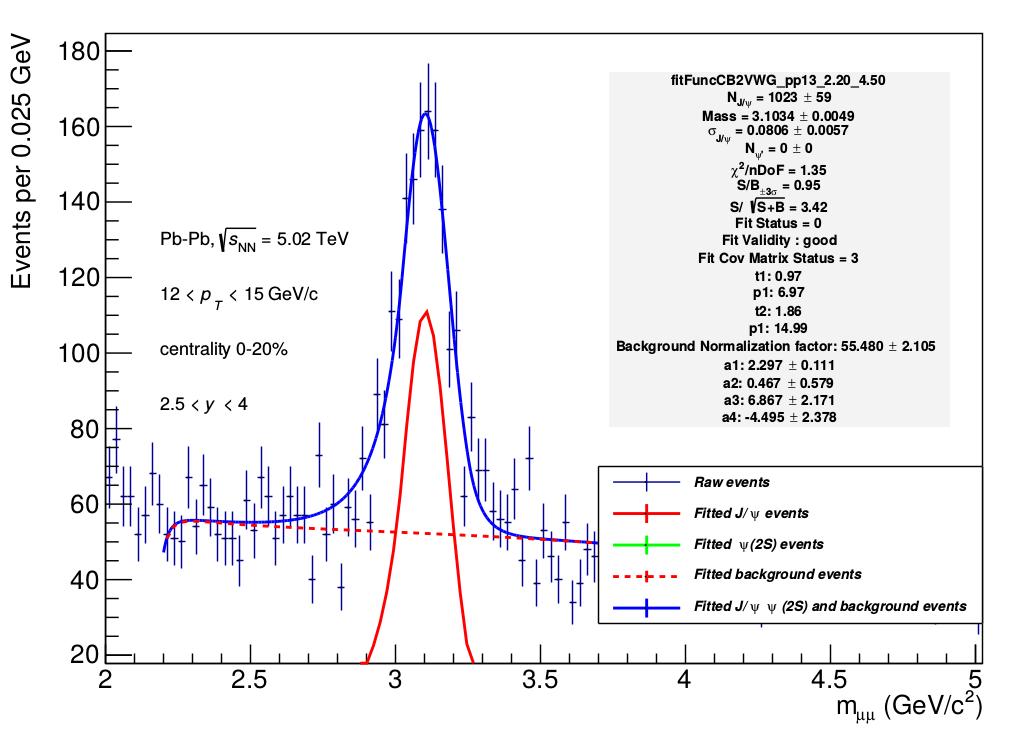 Events per 0.025 GeV
180
160
140
120
100
80
60
40
20
2
2.5
3
3.5
4
4.5
5
m_μμ (GeV/c²)
Pb-Pb, √s_NN = 5.02 TeV
12 < p_T < 15 GeV/c
centrality 0-20%
2.5 < y < 4
fitFuncCB2VWG_pp13_2.20_4.50
N_J/ψ = 1023 ± 59
Mass = 3.1034 ± 0.0049
σ_J/ψ = 0.0806 ± 0.0057
N_ψ' = 0 ± 0
χ²/nDoF = 1.35
S/B_±3σ = 0.95
S/ √S+B = 3.42
Fit Status = 0
Fit Validity : good
Fit Cov Matrix Status = 3
t1: 0.97
p1: 6.97
t2: 1.86
p1: 14.99
Background Normalization factor: 55.480 ± 2.105
a1: 2.297 ± 0.111
a2: 0.467 ± 0.579
a3: 6.867 ± 2.171
a4: -4.495 ± 2.378
Raw events
Fitted J/ψ events
Fitted ψ(2S) events
Fitted background events
Fitted J/ψ ψ (2S) and background events